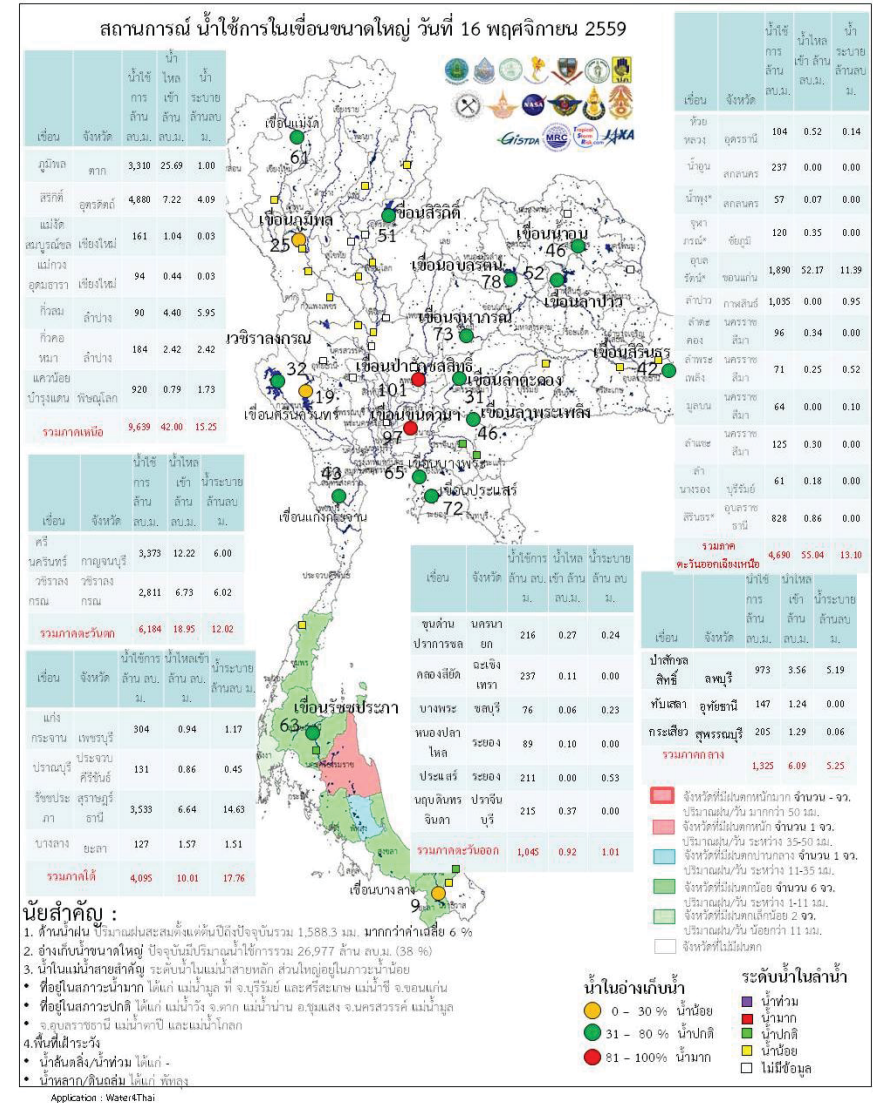 สถานการณ์ น้ำใช้การในเขื่อนขนาดใหญ่ วันที่ 16 พฤศจิกายน 2559
เขื่อน จังหวัด น้ำใช้การ ล้าน ลบ.ม. น้ำไหลเข้า ล้าน ลบ.ม. น้ำระบาย ล้านลบม.
ภูมิพล ตาก 3,310 25.69 1.00
สิริกิติ์ อุตรดิตถ์ 4,880 7.22 4.09
แม่งัดสมบูรณ์ชล เชียงใหม่ 161 1.04 0.03
แม่กวงอุดมธารา เชียงใหม่ 94 0.44 0.03
กิ่วลม ลำปาง 90 4.40 5.95
กิ่วคอหมา ลำปาง 184 2.42 2.42
แควน้อยบำรุงแดน พิษณุโลก 920 0.79 1.73
รวมภาคเหนือ 9,639 42.00 15.25
เขื่อน จังหวัด น้ำใช้การ ล้าน ลบ.ม. น้ำไหลเข้า ล้าน ลบ.ม. น้ำระบาย ล้านลบม.
ศรีนครินทร์ กาญจนบุรี 3,373 12.22 6.00
วชิราลงกรณ วชิราลงกรณ 2,811 6.73 6.02
รวมภาคตะวันตก 6,184 18.95 12.02
เขื่อน จังหวัด น้ำใช้การ ล้าน ลบ.ม. น้ำไหลเข้า ล้าน ลบ.ม. น้ำระบาย ล้านลบ ม.
แก่งกระจาน เพชรบุรี 304 0.94 1.17
ปราณบุรี ประจวบคีรีขันธ์ 131 0.86 0.45
รัชชประภา สุราษฎร์ธานี 3,533 6.64 14.63
บางลาง ยะลา 127 1.57 1.51
รวมภาคใต้ 4,095 10.01 17.76
เขื่อน จังหวัด น้ำใช้การ ล้าน ลบ.ม. น้ำไหลเข้า ล้าน ลบ.ม. น้ำระบาย ล้านลบม.
ห้วยหลวง อุดรธานี 104 0.52 0.14
น้ำอูน สกลนคร 237 0.00 0.00
น้ำพุง* สกลนคร 57 0.07 0.00
จุฬาภรณ์* ชัยภูมิ 120 0.35 0.00
อุบลรัตน์* ขอนแก่น 1,890 52.17 11.39
ลำปาว กาฬสินธ์ 1,035 0.00 0.95
ลำตะคอง นครราชสีมา 96 0.34 0.00
ลำพระเพลิง นครราชสีมา 71 0.25 0.52
มูลบน นครราชสีมา 64 0.00 0.10
ลำแซะ นครราชสีมา 125 0.30 0.00
ลำนางรอง บุรีรัมย์ 61 0.18 0.00
สิรินธร* อุบลราชธานี 828 0.86 0.00
รวมภาคตะวันออกเฉียงเหนือ 4,690 55.04 13.10
เขื่อน จังหวัด น้ำใช้การ ล้าน ลบ.ม. น้ำไหลเข้า ล้าน ลบ.ม. น้ำระบาย ล้าน ลบม.
ขุนด่านปราการชล นครนายก 216 0.27 0.24
คลองสียัด ฉะเชิงเทรา 237 0.11 0.00
บางพระ ชลบุรี 76 0.06 0.23
หนองปลาไหล ระยอง 89 0.10 0.00
ประแสร์ ระยอง 211 0.00 0.53
นฤบดินทรจินดา ปราจีนบุรี 215 0.37 0.00
รวมภาคตะวันออก 1,045 0.92 1.01
เขื่อน จังหวัด น้ำใช้การ ล้าน ลบ.ม. น้ำไหลเข้า ล้าน ลบ.ม. น้ำระบาย ล้านลบม.
ป่าสักชลสิทธิ์ ลพบุรี 973 3.56 5.19
ทับเสลา อุทัยธานี 147 1.24 0.00
กระเสียว สุพรรณบุรี 205 1.29 0.06
รวมภาคกลาง 1,325 6.09 5.25
NASA
GISTDA MRC Tropical Storm Risk.com JAXA
เขื่อนแม่งัด
61
เขื่อนภูมิพล
25
เขื่อนสิริกิติ์
51
เขื่อนน้ำอูน
46
เขื่อนอุบลรัตน์
78
52
เขื่อนลำปาว
เขื่อนจุฬาภรณ์
73
วชิราลงกรณ์
32
19
เขื่อนศรีนครินทร์
เขื่อนป่าสักชลสิทธิ์
101
เขื่อนลำตะคอง
31
เขื่อนสิรินธร
42
เขื่อนขุนด่านฯ
97
เขื่อนลำพระเพลิง
46
43
เขื่อนแก่งกระจาน
เขื่อนบางพระ
65
เขื่อนประแสร์
72
เขื่อนรัชชประภา
63
เขื่อนบางลาง
9
จังหวัดที่มีฝนตกหนักมาก จำนวน - จว.
ปริมาณฝน/วัน มากกว่า 50 มม.
จังหวัดที่มีฝนตกหนัก จำนวน 1 จว.
ปริมาณฝน/วัน ระหว่าง 35-50 มม.
จังหวัดที่มีฝนตกปานกลาง จำนวน 1 จว.
ปริมาณฝน/วัน ระหว่าง 11-35 มม.
จังหวัดที่มีฝนตกน้อย จำนวน 6 จว.
ปริมาณฝน/วัน ระหว่าง 1-11 มม.
จังหวัดที่มีฝนตกเล็กน้อย 2 จว.
ปริมาณฝน/วัน น้อยกว่า 11 มม.
จังหวัดที่ไม่มีฝนตก
นัยสำคัญ :
1. ด้านน้ำฝน ปริมาณฝนสะสมตั้งแต่ต้นปีถึงปัจจุบันรวม 1,588.3 มม. มากกว่าค่าเฉลี่ย 6 %
2. อ่างเก็บน้ำขนาดใหญ่ ปัจจุบันมีปริมาณน้ำใช้การรวม 26,977 ล้าน ลบ.ม. (38 %)
3. น้ำในแม่น้ำสายสำคัญ ระดับน้ำในแม่น้ำสายหลัก ส่วนใหญ่อยู่ในภาวะน้ำน้อย
• ที่อยู่ในสภาวะน้ำมาก ได้แก่ แม่น้ำมูล ที่ จ.บุรีรัมย์ และศรีสะเกษ แม่น้ำชี จ.ขอนแก่น
• ที่อยู่ในสภาวะปกติ ได้แก่ แม่น้ำวัง จ.ตาก แม่น้ำน่าน อ.ชุมแสง จ.นครสวรรค์ แม่น้ำมูล
• จ.อุบลราชธานี แม่น้ำตาปี และแม่น้ำโกลก
4.พื้นที่เฝ้าระวัง
• น้ำล้นตลิ่ง/น้ำท่วม ได้แก่ -
• น้ำหลาก/ดินถล่ม ได้แก่ พัทลุง
น้ำในอ่างเก็บน้ำ
0 – 30 % น้ำน้อย
31 – 80 % น้ำปกติ
81 – 100% น้ำมาก
ระดับน้ำในลำน้ำ
น้ำท่วม
น้ำมาก
น้ำปกติ
น้ำน้อย
ไม่มีข้อมูล
Application : Water4Thai